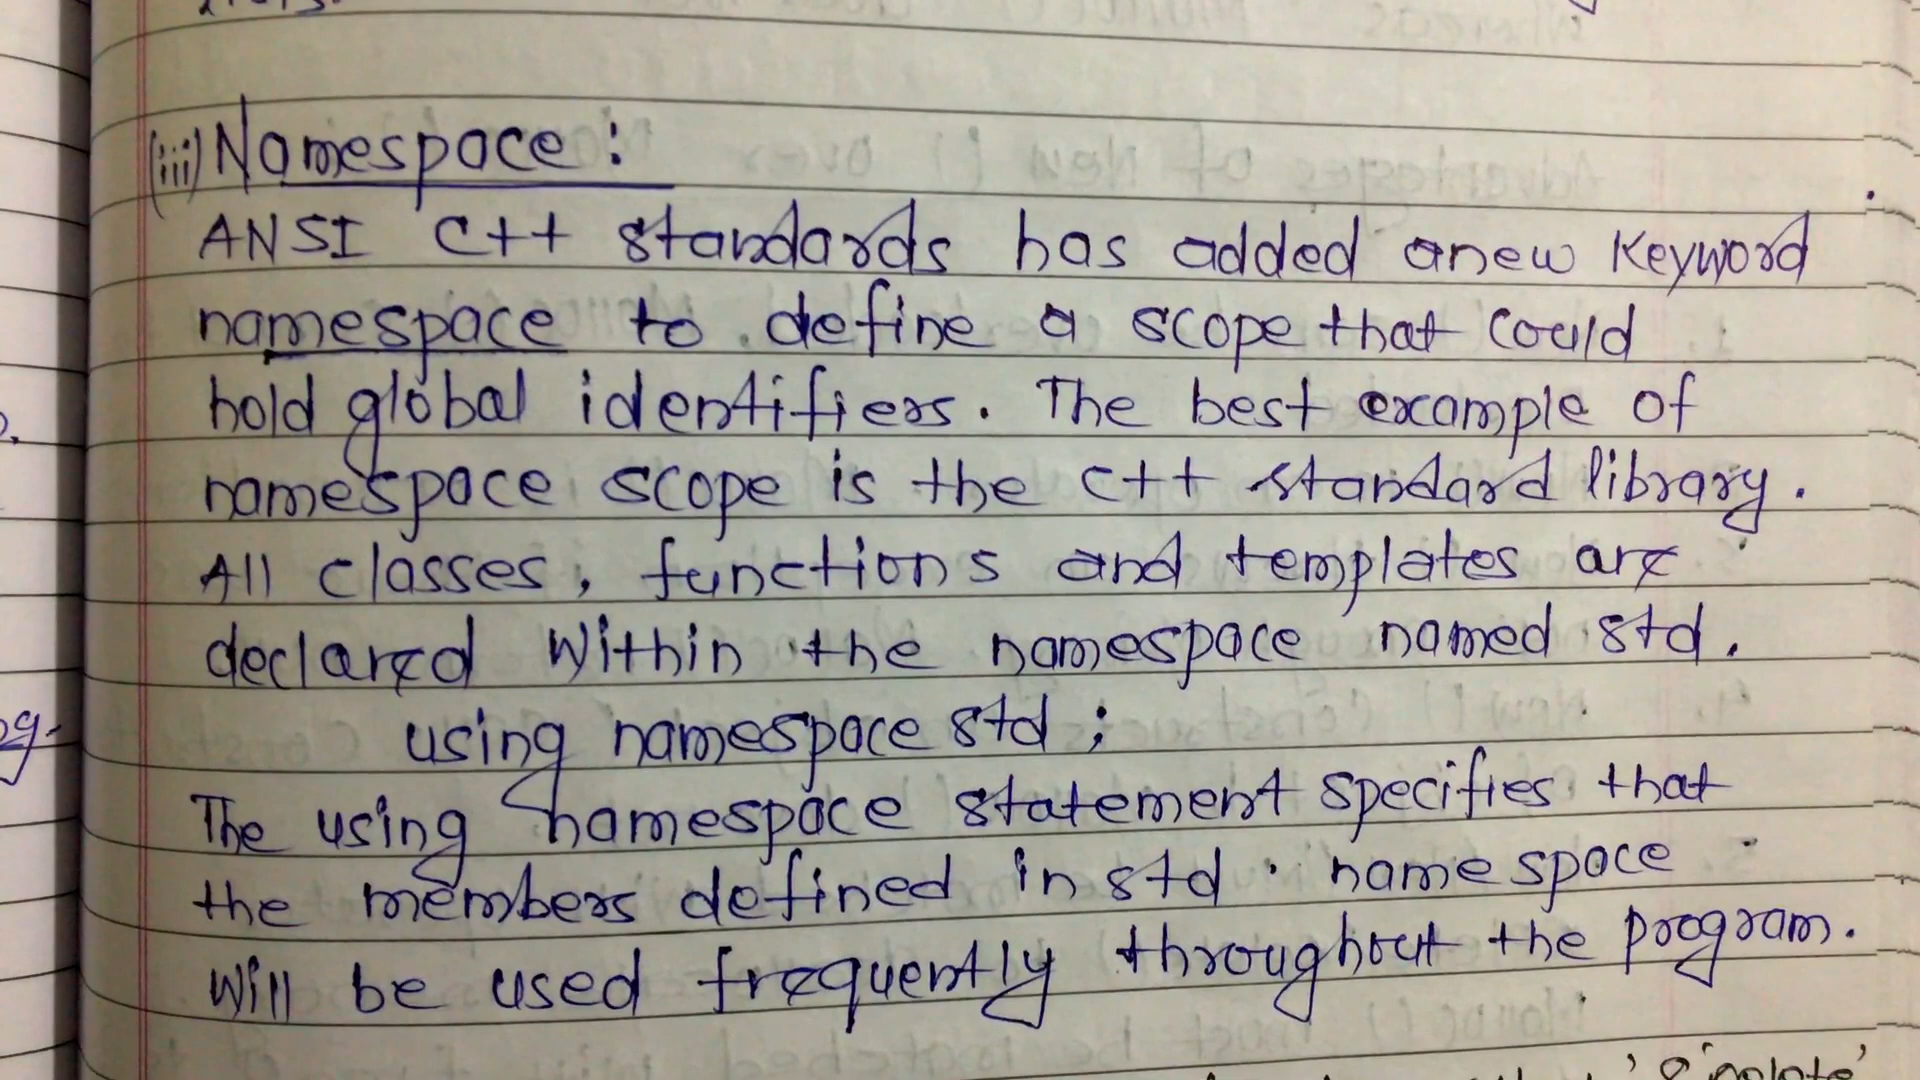 (iii) Namespace :
ANSI C++ standards has added a new Keyword
namespace to define a scope that could
hold global identifiers. The best example of
namespace scope is the C++ standard library.
All classes, functions and templates are
declared within the namespace named std.
using namespace std ;
The using namespace statement specifies that
the members defined in std namespace
will be used frequently throughout the program.